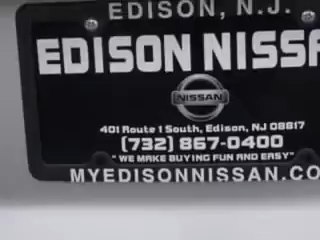 EDISON, N.J.
EDISON NISSA
NISSAN
401 Route 1 South, Edison, NJ 08817
(732) 867-0400
"WE MAKE BUYING FUN AND EASY"
MYEDISONNISSAN.CO